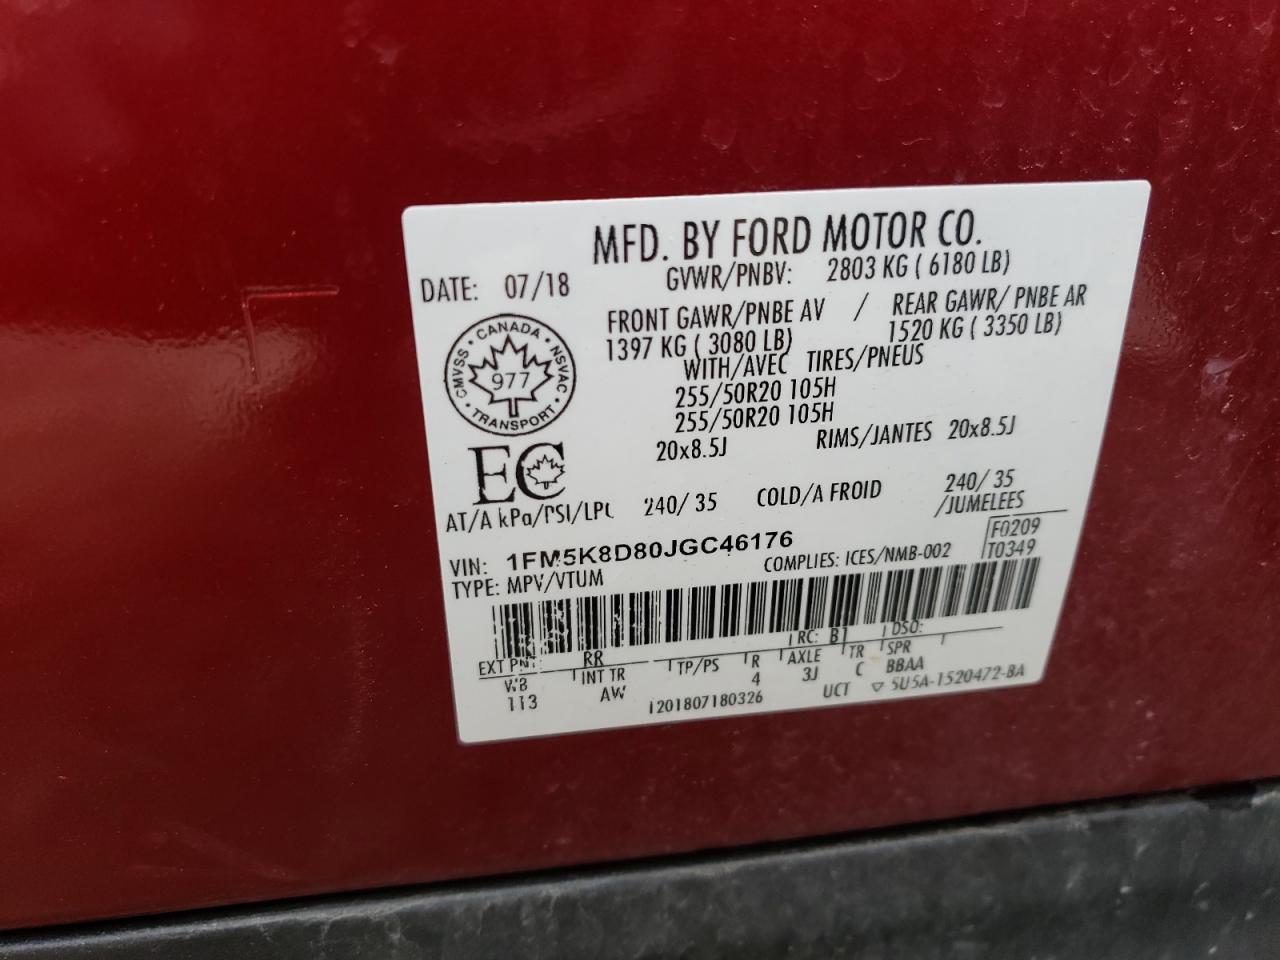 MFD. BY FORD MOTOR CO.
DATE: 07/18
GVWR/PNBV: 2803 KG ( 6180 LB)
FRONT GAWR/PNBE AV / REAR GAWR/ PNBE AR
1397 KG ( 3080 LB) 1520 KG ( 3350 LB)
WITH/AVEC TIRES/PNEUS
255/50R20 105H
255/50R20 105H
20x8.5J RIMS/JANTES 20x8.5J
CANADA · NSVAC · TRANSPORT · CMVSS
977
EC
AT/A kPa/PSI/LPC 240/ 35 COLD/A FROID 240/ 35
/JUMELEES
VIN: 1FM5K8D80JGC46176
F0209
T0349
TYPE: MPV/VTUM COMPLIES: ICES/NMB-002
EXT PNT: RR RC: B1 DSO:
WB INT TR TP/PS R AXLE TR SPR
113 AW 4 3J C BBAA
1201807180326 UCT ▽ 5U5A-1520472-BA